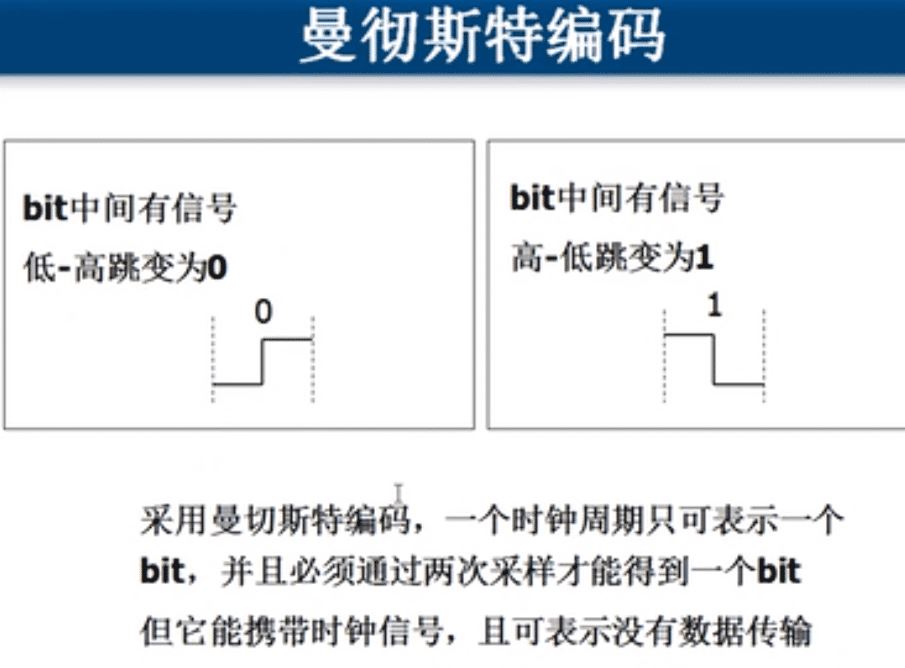 曼彻斯特编码
bit中间有信号
低-高跳变为0
0
bit中间有信号
高-低跳变为1
1
采用曼切斯特编码，一个时钟周期只可表示一个
bit，并且必须通过两次采样才能得到一个bit
但它能携带时钟信号，且可表示没有数据传输